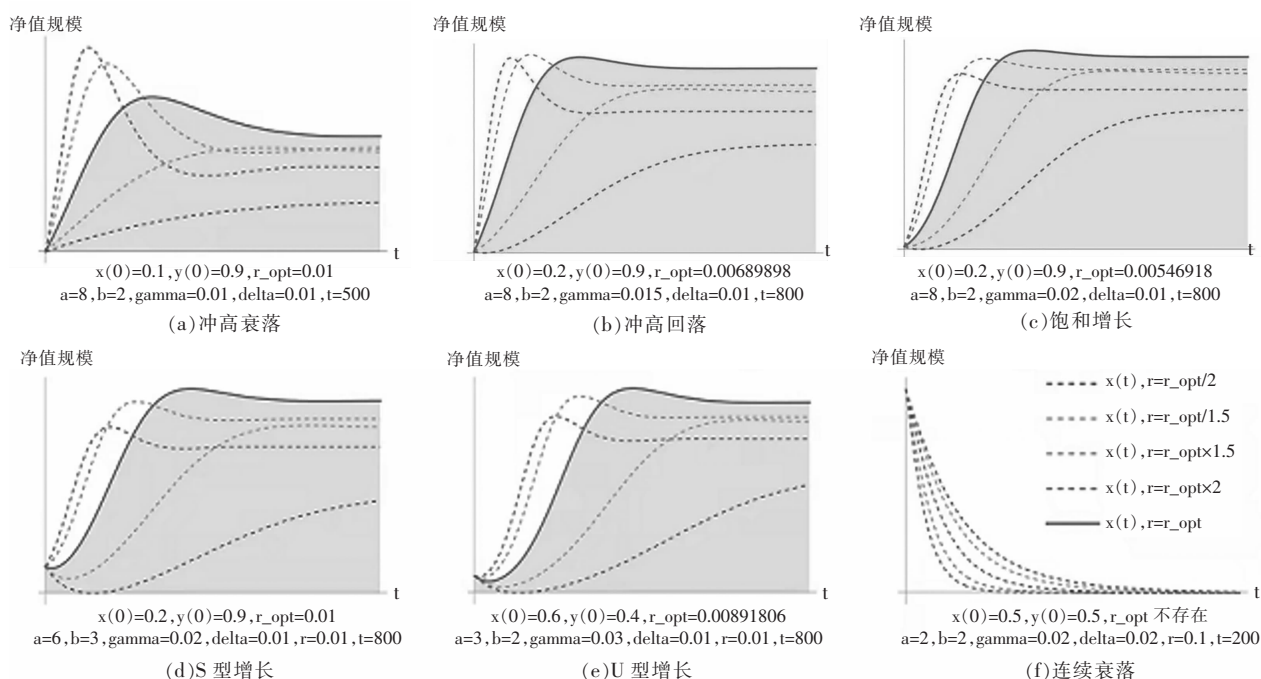 净值规模
t
x(0)=0.1,y(0)=0.9,r_opt=0.01
a=8,b=2,gamma=0.01,delta=0.01,t=500
(a)冲高衰落
净值规模
t
x(0)=0.2,y(0)=0.9,r_opt=0.00689898
a=8,b=2,gamma=0.015,delta=0.01,t=800
(b)冲高回落
净值规模
t
x(0)=0.2,y(0)=0.9,r_opt=0.00546918
a=8,b=2,gamma=0.02,delta=0.01,t=800
(c)饱和增长
净值规模
t
x(0)=0.2,y(0)=0.9,r_opt=0.01
a=6,b=3,gamma=0.02,delta=0.01,r=0.01,t=800
(d)S 型增长
净值规模
t
x(0)=0.6,y(0)=0.4,r_opt=0.00891806
a=3,b=2,gamma=0.03,delta=0.01,r=0.01,t=800
(e)U 型增长
净值规模
x(t),r=r_opt/2
x(t),r=r_opt/1.5
x(t),r=r_opt×1.5
x(t),r=r_opt×2
x(t),r=r_opt
t
x(0)=0.5,y(0)=0.5,r_opt 不存在
a=2,b=2,gamma=0.02,delta=0.02,r=0.1,t=200
(f)连续衰落